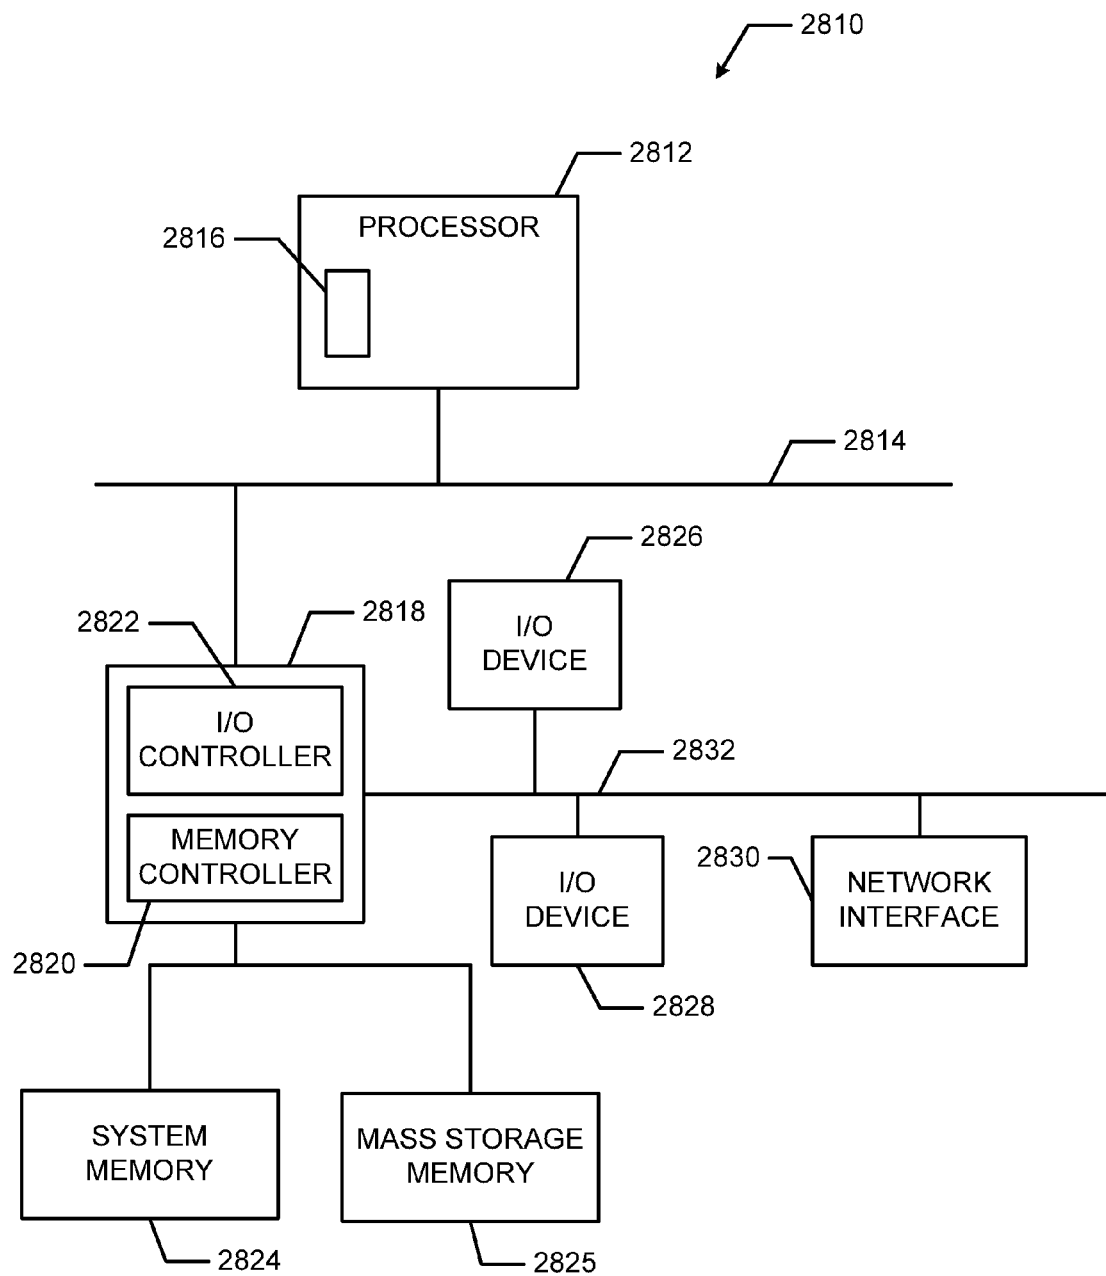 2810
2812
PROCESSOR
2816
2814
2826
I/O
DEVICE
2818
2822
I/O
CONTROLLER
2832
MEMORY
CONTROLLER
2830
I/O
DEVICE
NETWORK
INTERFACE
2820
2828
SYSTEM
MEMORY
MASS STORAGE
MEMORY
2824
2825